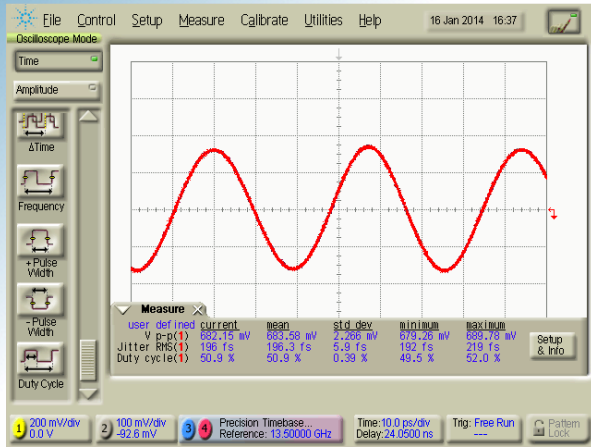 File Control Setup Measure Calibrate Utilities Help 16 Jan 2014 16:37
Oscilloscope Mode
Time
Amplitude
ΔTime
Frequency
+ Pulse
Width
- Pulse
Width
Duty Cycle
Measure
user defined current mean std dev minimum maximum
V p-p(1) 682.15 mV 683.58 mV 2.266 mV 679.26 mV 689.78 mV
Jitter RMS(1) 196 fs 196.3 fs 5.9 fs 192 fs 219 fs
Duty cycle(1) 50.9 % 50.9 % 0.39 % 49.5 % 52.0 %
Setup
& Info
1 200 mV/div
0.0 V
2 100 mV/div
-92.6 mV
3 4 Precision Timebase...
Reference: 13.50000 GHz
Time:10.0 ps/div
Delay:24.0500 ns
Trig: Free Run
---
Pattern
Lock